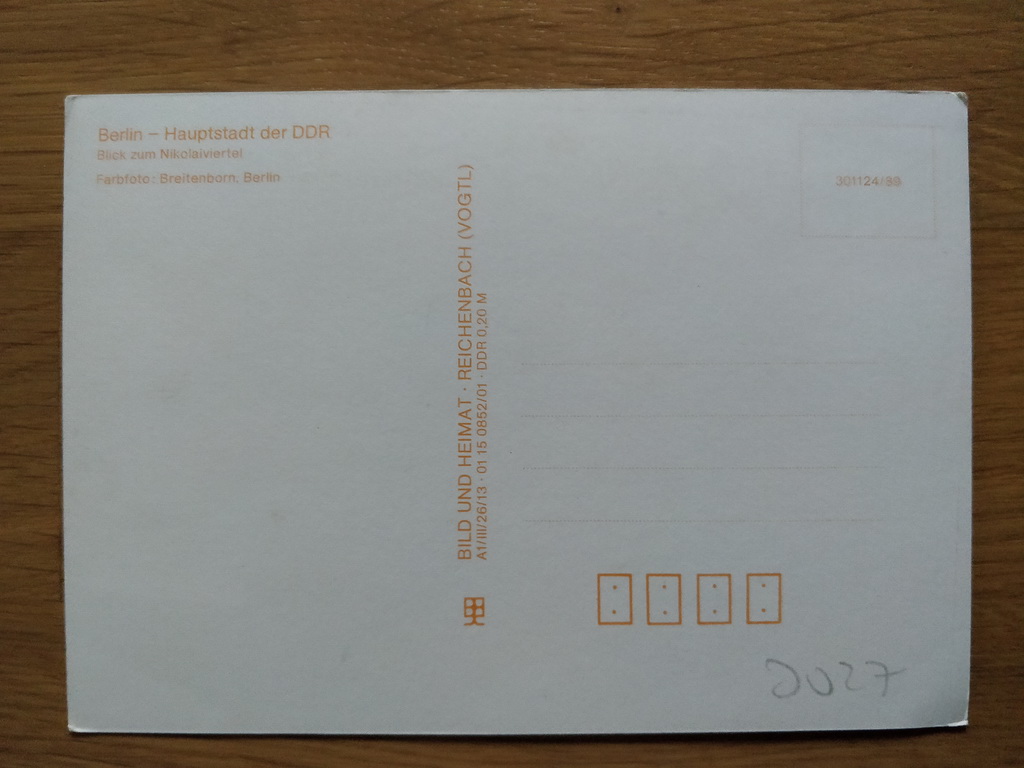 Berlin – Hauptstadt der DDR
Blick zum Nikolaiviertel
Farbfoto: Breitenborn, Berlin
BILD UND HEIMAT · REICHENBACH (VOGTL)
A1/III/26/13 · 01 15 0852/01 · DDR 0,20 M
301124/89
J027